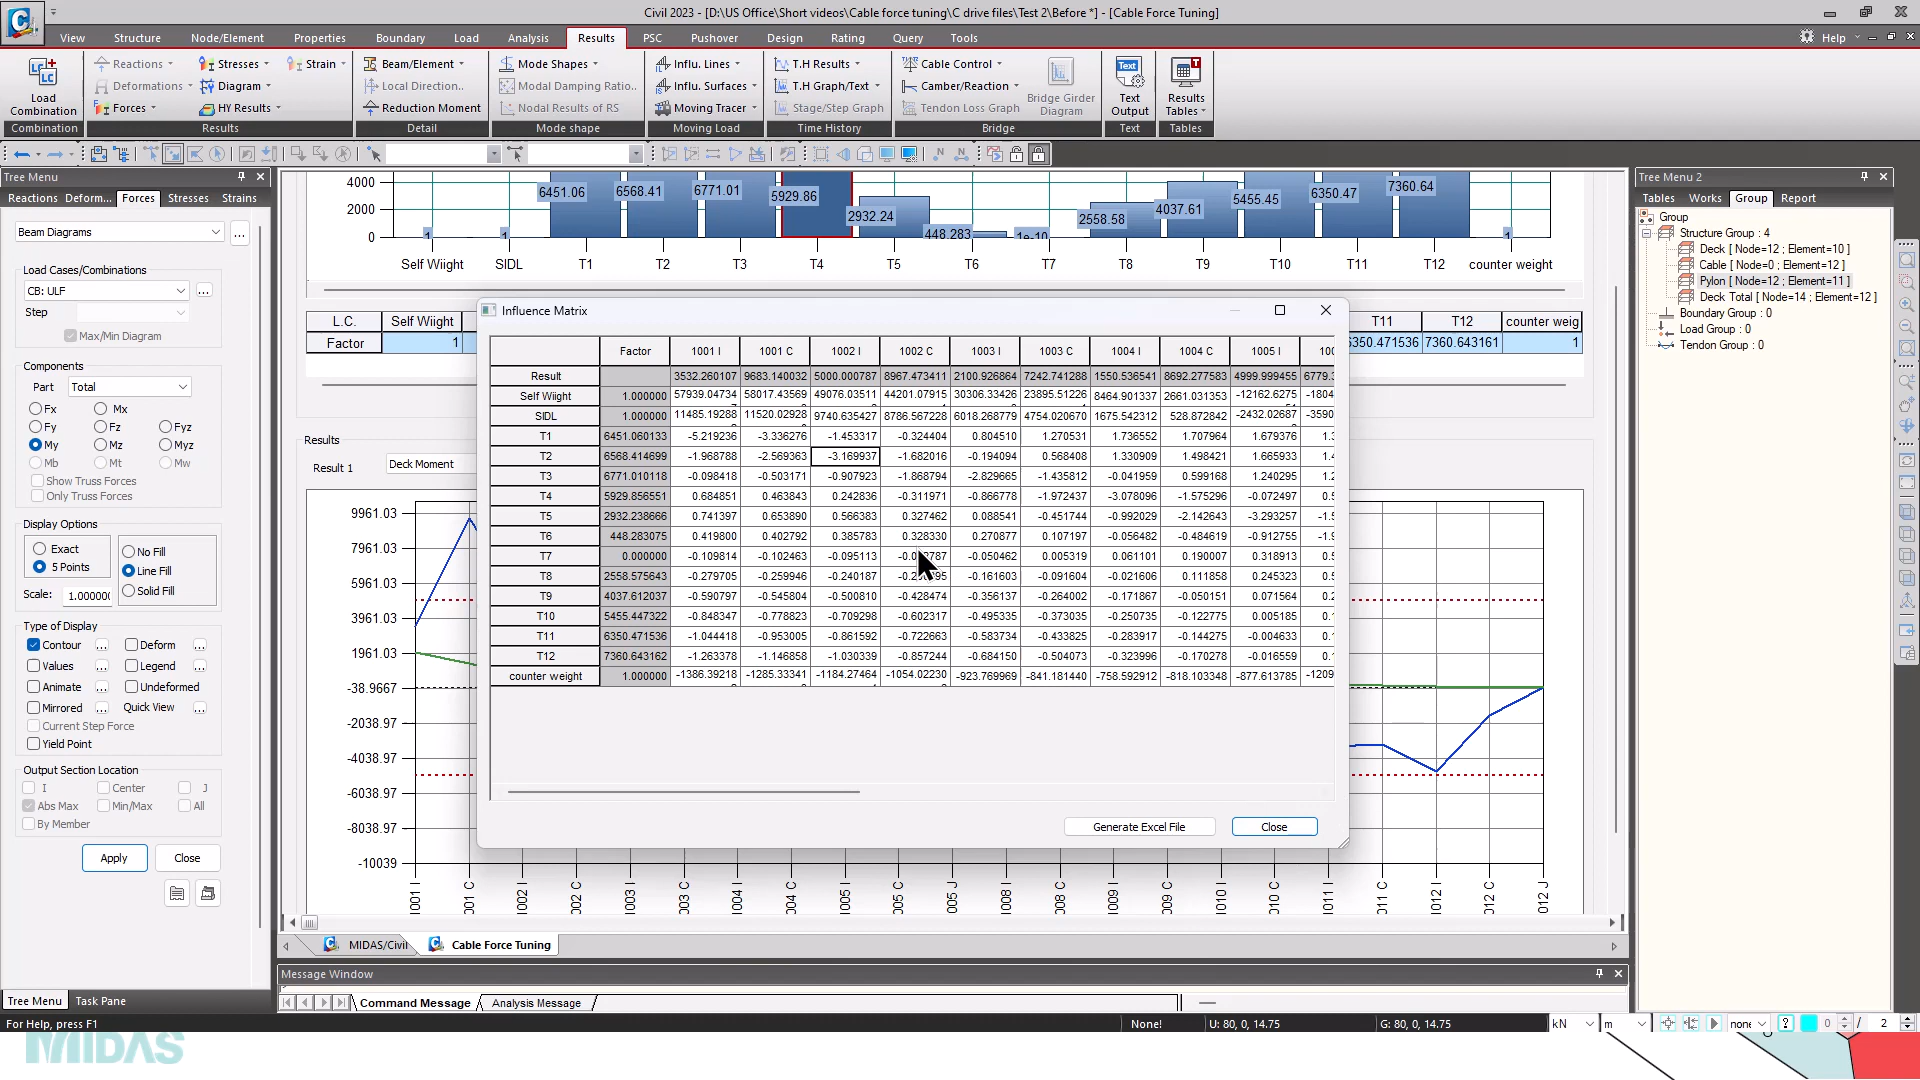 Civil 2023 - [D:\US Office\Short videos\Cable force tuning\C drive files\Test 2\Before *] - [Cable Force Tuning]
View Structure Node/Element Properties Boundary Load Analysis Results PSC Pushover Design Rating Query Tools Help
Reactions Stresses Strain Beam/Element Mode Shapes Influ. Lines T.H Results Cable Control
Deformations Diagram Local Direction.. Modal Damping Ratio.. Influ. Surfaces T.H Graph/Text Camber/Reaction
Load Combination Forces HY Results Reduction Moment Nodal Results of RS Moving Tracer Stage/Step Graph Tendon Loss Graph Bridge Girder Diagram Text Output Results Tables
Combination Results Detail Mode shape Moving Load Time History Bridge Text Tables
Tree Menu
Reactions Deform... Forces Stresses Strains
Beam Diagrams ...
Load Cases/Combinations
CB: ULF ...
Step
Max/Min Diagram
Components
Part Total
Fx Mx
Fy Fz Fyz
My Mz Myz
Mb Mt Mw
Show Truss Forces
Only Truss Forces
Display Options
Exact No Fill
5 Points Line Fill
Solid Fill
Scale: 1.00000
Type of Display
Contour ... Deform ...
Values ... Legend ...
Animate ... Undeformed
Mirrored ... Quick View ...
Current Step Force
Yield Point
Output Section Location
I Center J
Abs Max Min/Max All
By Member
Apply Close
Tree Menu Task Pane
4000
2000
0
1 1 6451.06 6568.41 6771.01 5929.86 2932.24 448.283 1e-10 2558.58 4037.61 5455.45 6350.47 7360.64 1
Self Wiight SIDL T1 T2 T3 T4 T5 T6 T7 T8 T9 T10 T11 T12 counter weight
L.C. Self Wiight T11 T12 counter weig
Factor 1 6350.471536 7360.643161 1
Results
Result 1 Deck Moment
Influence Matrix
Factor 1001 I 1001 C 1002 I 1002 C 1003 I 1003 C 1004 I 1004 C 1005 I
Result 3532.260107 9683.140032 5000.000787 8967.473411 2100.926864 7242.741288 1550.536541 8692.277583 4999.999455 6779.
Self Wiight 1.000000 57939.04734 58017.43569 49076.03511 44201.07915 30306.33426 23895.51226 8464.901337 2661.031353 -12162.6275 -1804
SIDL 1.000000 11485.19288 11520.02928 9740.635427 8786.567228 6018.268779 4754.020670 1675.542312 528.872842 -2432.02687 -3590
T1 6451.060133 -5.219236 -3.336276 -1.453317 -0.324404 0.804510 1.270531 1.736552 1.707964 1.679376
T2 6568.414699 -1.968788 -2.569363 -3.169937 -1.682016 -0.194094 0.568408 1.330909 1.498421 1.665933
T3 6771.010118 -0.098418 -0.503171 -0.907923 -1.868794 -2.829665 -1.435812 -0.041959 0.599168 1.240295
T4 5929.856551 0.684851 0.463843 0.242836 -0.311971 -0.866778 -1.972437 -3.078096 -1.575296 -0.072497
T5 2932.238666 0.741397 0.653890 0.566383 0.327462 0.088541 -0.451744 -0.992029 -2.142643 -3.293257
T6 448.283075 0.419800 0.402792 0.385783 0.328330 0.270877 0.107197 -0.056482 -0.484619 -0.912755
T7 0.000000 -0.109814 -0.102463 -0.095113 -0.050462 0.005319 0.061101 0.190007 0.318913
T8 2558.575643 -0.279705 -0.259946 -0.240187 -0.161603 -0.091604 -0.021606 0.111858 0.245323
T9 4037.612037 -0.590797 -0.545804 -0.500810 -0.428474 -0.356137 -0.264002 -0.171867 -0.050151 0.071564
T10 5455.447322 -0.848347 -0.778823 -0.709298 -0.602317 -0.495335 -0.373035 -0.250735 -0.122775 0.005185
T11 6350.471536 -1.044418 -0.953005 -0.861592 -0.722663 -0.583734 -0.433825 -0.283917 -0.144275 -0.004633
T12 7360.643162 -1.263378 -1.146858 -1.030339 -0.857244 -0.684150 -0.504073 -0.323996 -0.170278 -0.016559
counter weight 1.000000 -1386.39218 -1285.33341 -1184.27464 -1054.02230 -923.769969 -841.181440 -758.592912 -818.103348 -877.613785 -1209
Generate Excel File Close
9961.03
7961.03
5961.03
3961.03
1961.03
-38.9667
-2038.97
-4038.97
-6038.97
-8038.97
-10039
MIDAS/Civil Cable Force Tuning
Message Window
Command Message Analysis Message
Tree Menu 2
Tables Works Group Report
Group
Structure Group : 4
Deck [ Node=12 ; Element=10 ]
Cable [ Node=0 ; Element=12 ]
Pylon [ Node=12 ; Element=11 ]
Deck Total [ Node=14 ; Element=12 ]
Boundary Group : 0
Load Group : 0
Tendon Group : 0
For Help, press F1 None! U: 80, 0, 14.75 G: 80, 0, 14.75 kN m none ? 0 / 2
MIDAS